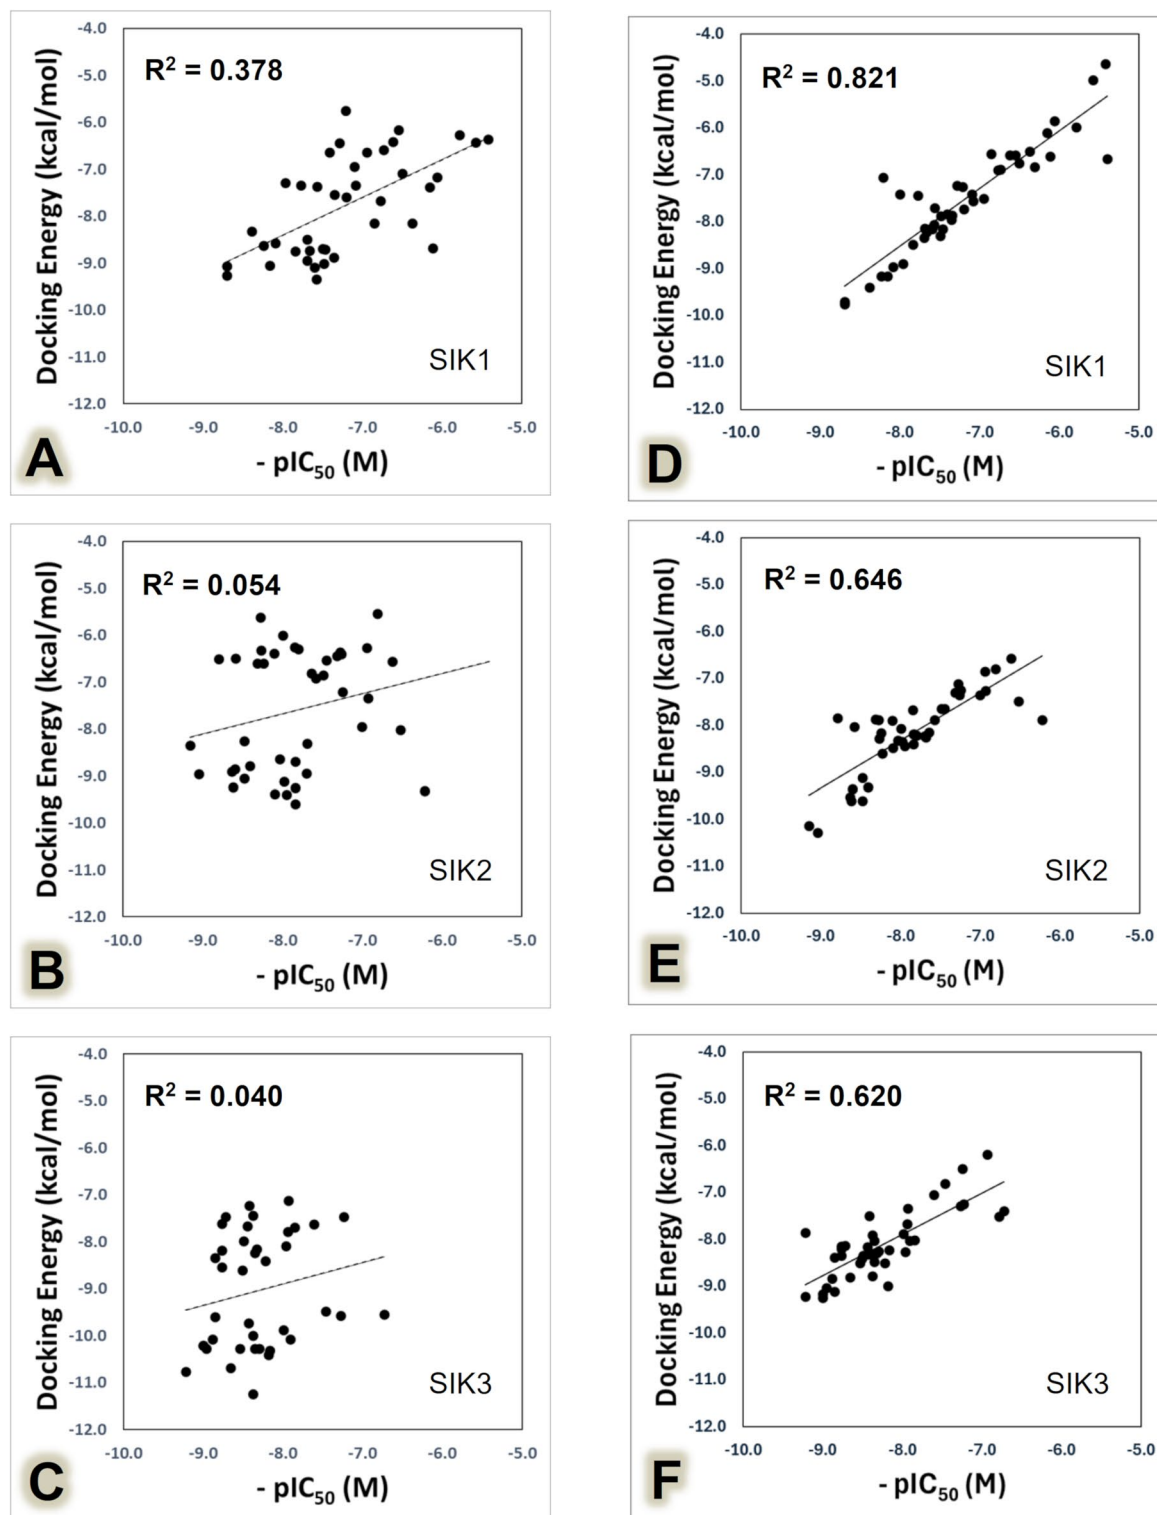 Docking Energy (kcal/mol)
-4.0
-5.0
-6.0
-7.0
-8.0
-9.0
-10.0
-11.0
-12.0
R² = 0.378
SIK1
-10.0 -9.0 -8.0 -7.0 -6.0 -5.0
- pIC₅₀ (M)
A
Docking Energy (kcal/mol)
-4.0
-5.0
-6.0
-7.0
-8.0
-9.0
-10.0
-11.0
-12.0
R² = 0.821
SIK1
-10.0 -9.0 -8.0 -7.0 -6.0 -5.0
- pIC₅₀ (M)
D
Docking Energy (kcal/mol)
-4.0
-5.0
-6.0
-7.0
-8.0
-9.0
-10.0
-11.0
-12.0
R² = 0.054
SIK2
-10.0 -9.0 -8.0 -7.0 -6.0 -5.0
- pIC₅₀ (M)
B
Docking Energy (kcal/mol)
-4.0
-5.0
-6.0
-7.0
-8.0
-9.0
-10.0
-11.0
-12.0
R² = 0.646
SIK2
-10.0 -9.0 -8.0 -7.0 -6.0 -5.0
- pIC₅₀ (M)
E
Docking Energy (kcal/mol)
-4.0
-5.0
-6.0
-7.0
-8.0
-9.0
-10.0
-11.0
-12.0
R² = 0.040
SIK3
-10.0 -9.0 -8.0 -7.0 -6.0 -5.0
- pIC₅₀ (M)
C
Docking Energy (kcal/mol)
-4.0
-5.0
-6.0
-7.0
-8.0
-9.0
-10.0
-11.0
-12.0
R² = 0.620
SIK3
-10.0 -9.0 -8.0 -7.0 -6.0 -5.0
- pIC₅₀ (M)
F